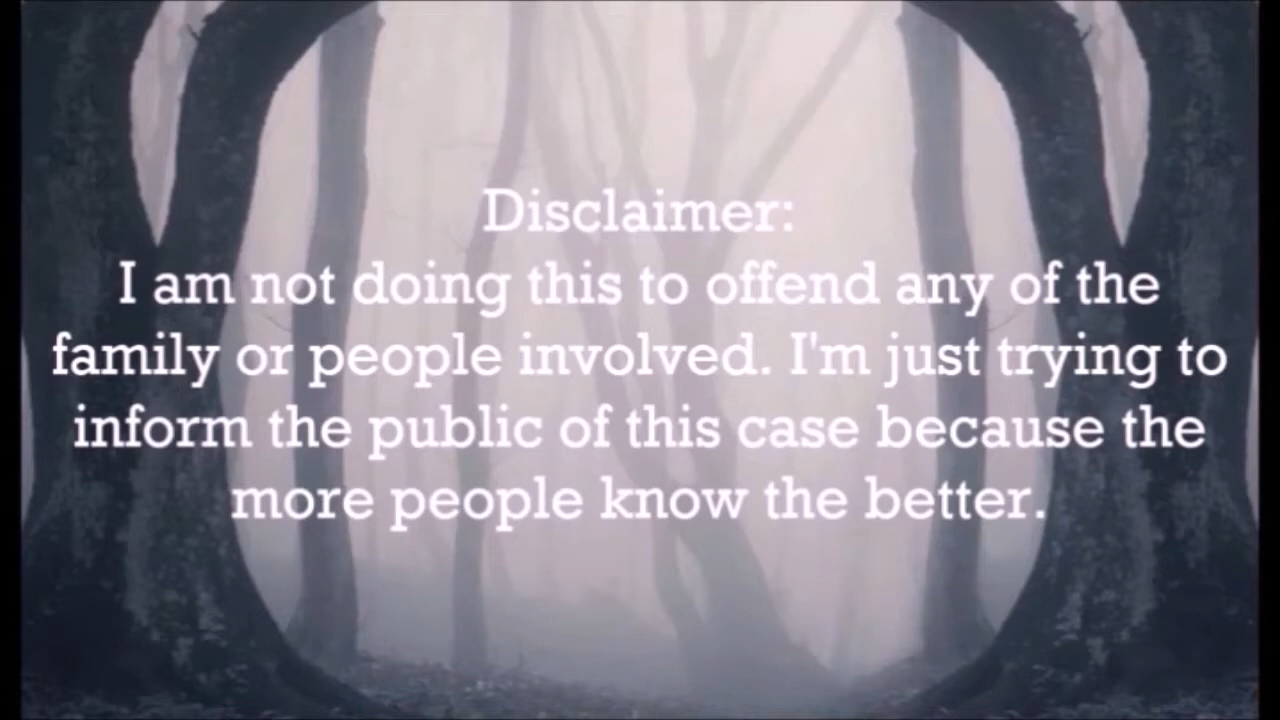 Disclaimer:
I am not doing this to offend any of the
family or people involved. I'm just trying to
inform the public of this case because the
more people know the better.